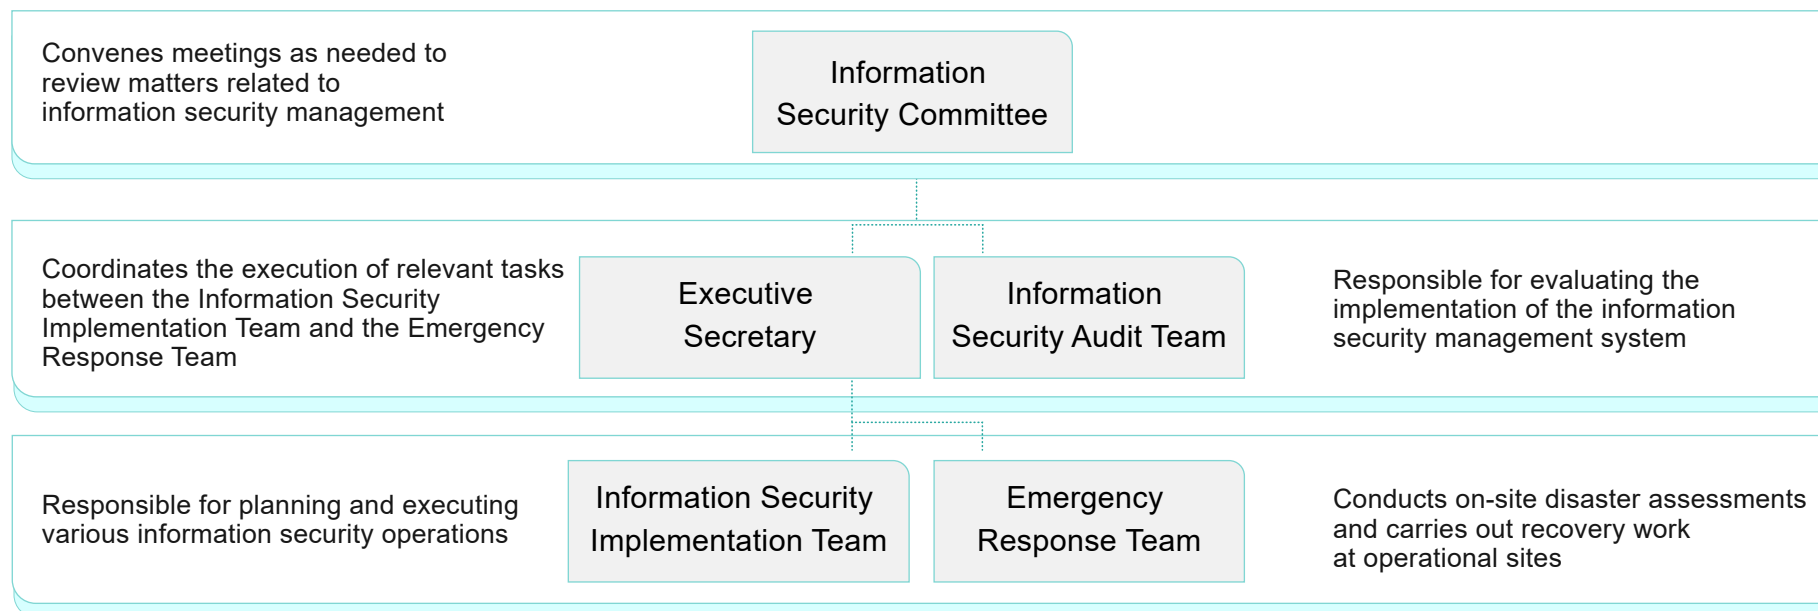 Convenes meetings as needed to
review matters related to
information security management
Information
Security Committee
Coordinates the execution of relevant tasks
between the Information Security
Implementation Team and the Emergency
Response Team
Executive
Secretary
Information
Security Audit Team
Responsible for evaluating the
implementation of the information
security management system
Responsible for planning and executing
various information security operations
Information Security
Implementation Team
Emergency
Response Team
Conducts on-site disaster assessments
and carries out recovery work
at operational sites